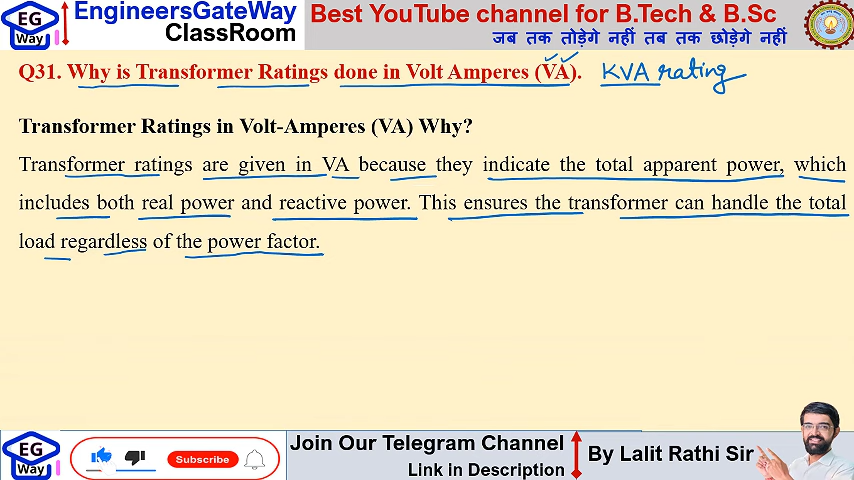 EG
Way
EngineersGateWay
ClassRoom
Best YouTube channel for B.Tech & B.Sc
जब तक तोड़ेगे नहीं तब तक छोड़ेगे नहीं
Q31. Why is Transformer Ratings done in Volt Amperes (VA). KVA rating
Transformer Ratings in Volt-Amperes (VA) Why?
Transformer ratings are given in VA because they indicate the total apparent power, which
includes both real power and reactive power. This ensures the transformer can handle the total
load regardless of the power factor.
EG
Way
Subscribe
Join Our Telegram Channel
Link in Description
By Lalit Rathi Sir